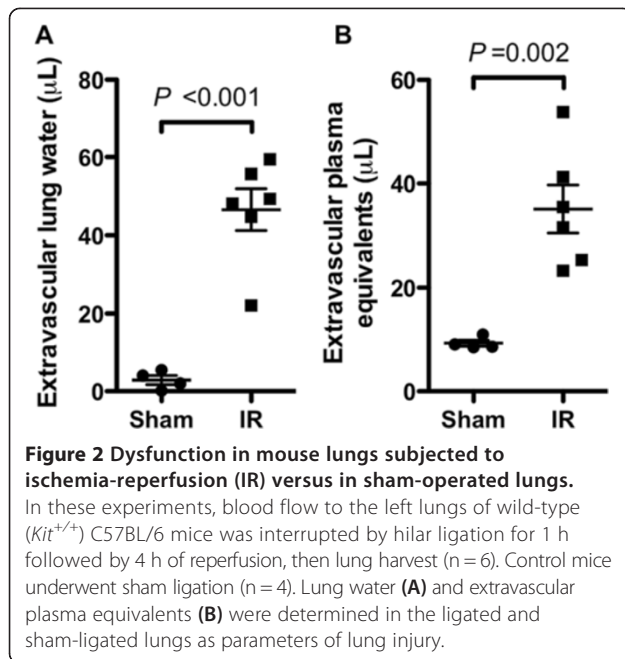 A
B
P <0.001
P =0.002
Extravascular lung water (μL)
80
60
40
20
0
Sham
IR
Extravascular plasma
equivalents (μL)
60
40
20
0
Sham
IR
Figure 2 Dysfunction in mouse lungs subjected to
ischemia-reperfusion (IR) versus in sham-operated lungs.
In these experiments, blood flow to the left lungs of wild-type
(Kit+/+) C57BL/6 mice was interrupted by hilar ligation for 1 h
followed by 4 h of reperfusion, then lung harvest (n = 6). Control mice
underwent sham ligation (n = 4). Lung water (A) and extravascular
plasma equivalents (B) were determined in the ligated and
sham-ligated lungs as parameters of lung injury.